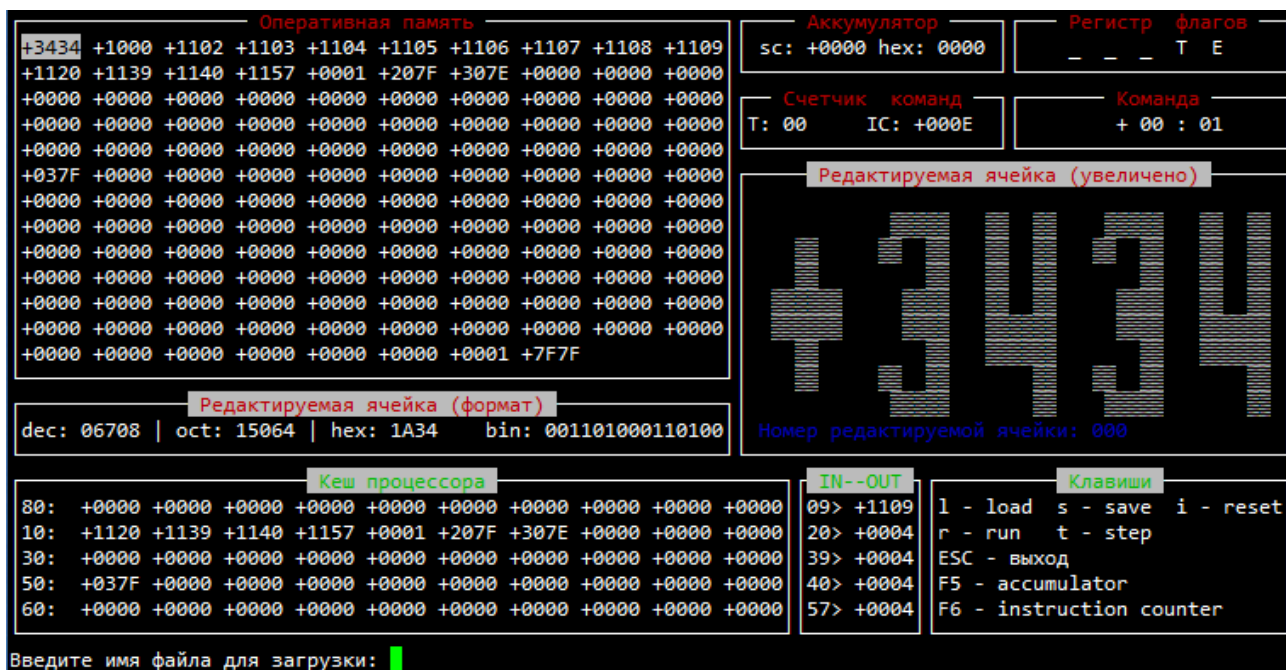 Оперативная память
+3434 +1000 +1102 +1103 +1104 +1105 +1106 +1107 +1108 +1109
+1120 +1139 +1140 +1157 +0001 +207F +307E +0000 +0000 +0000
+0000 +0000 +0000 +0000 +0000 +0000 +0000 +0000 +0000 +0000
+0000 +0000 +0000 +0000 +0000 +0000 +0000 +0000 +0000 +0000
+0000 +0000 +0000 +0000 +0000 +0000 +0000 +0000 +0000 +0000
+037F +0000 +0000 +0000 +0000 +0000 +0000 +0000 +0000 +0000
+0000 +0000 +0000 +0000 +0000 +0000 +0000 +0000 +0000 +0000
+0000 +0000 +0000 +0000 +0000 +0000 +0000 +0000 +0000 +0000
+0000 +0000 +0000 +0000 +0000 +0000 +0000 +0000 +0000 +0000
+0000 +0000 +0000 +0000 +0000 +0000 +0000 +0000 +0000 +0000
+0000 +0000 +0000 +0000 +0000 +0000 +0000 +0000 +0000 +0000
+0000 +0000 +0000 +0000 +0000 +0000 +0000 +0000 +0000 +0000
+0000 +0000 +0000 +0000 +0000 +0000 +0001 +7F7F
Аккумулятор
sc: +0000 hex: 0000
Регистр флагов
_ _ _ T E
Счетчик команд
T: 00 IC: +000E
Команда
+ 00 : 01
Редактируемая ячейка (увеличено)
+3434
Номер редактируемой ячейки: 000
Редактируемая ячейка (формат)
dec: 06708 | oct: 15064 | hex: 1A34 bin: 001101000110100
Кеш процессора
80: +0000 +0000 +0000 +0000 +0000 +0000 +0000 +0000 +0000 +0000
10: +1120 +1139 +1140 +1157 +0001 +207F +307E +0000 +0000 +0000
30: +0000 +0000 +0000 +0000 +0000 +0000 +0000 +0000 +0000 +0000
50: +037F +0000 +0000 +0000 +0000 +0000 +0000 +0000 +0000 +0000
60: +0000 +0000 +0000 +0000 +0000 +0000 +0000 +0000 +0000 +0000
IN--OUT
09> +1109
20> +0004
39> +0004
40> +0004
57> +0004
Клавиши
l - load s - save i - reset
r - run t - step
ESC - выход
F5 - accumulator
F6 - instruction counter
Введите имя файла для загрузки: